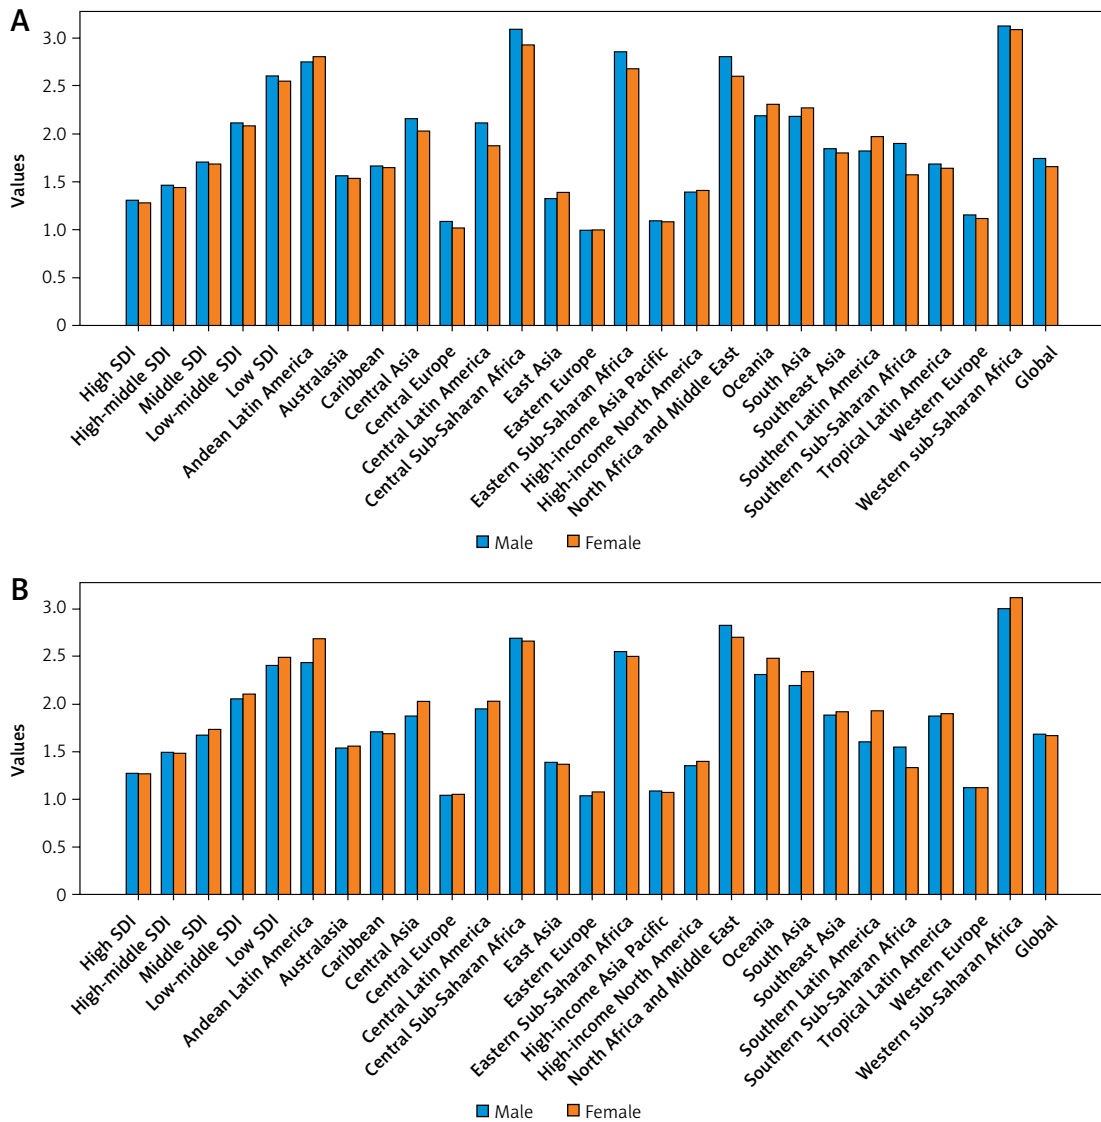 A
Values
3.0
2.5
2.0
1.5
1.0
0.5
0
High SDI
High-middle SDI
Middle SDI
Low-middle SDI
Low SDI
Andean Latin America
Australasia
Caribbean
Central Asia
Central Europe
Central Latin America
Central Sub-Saharan Africa
East Asia
Eastern Europe
Eastern Sub-Saharan Africa
High-income Asia Pacific
High-income North America
North Africa and Middle East
Oceania
South Asia
Southeast Asia
Southern Latin America
Southern Sub-Saharan Africa
Tropical Latin America
Western Europe
Western sub-Saharan Africa
Global
Male Female
B
Values
3.0
2.5
2.0
1.5
1.0
0.5
0
High SDI
High-middle SDI
Middle SDI
Low-middle SDI
Low SDI
Andean Latin America
Australasia
Caribbean
Central Asia
Central Europe
Central Latin America
Central Sub-Saharan Africa
East Asia
Eastern Europe
Eastern Sub-Saharan Africa
High-income Asia Pacific
High-income North America
North Africa and Middle East
Oceania
South Asia
Southeast Asia
Southern Latin America
Southern Sub-Saharan Africa
Tropical Latin America
Western Europe
Western sub-Saharan Africa
Global
Male Female